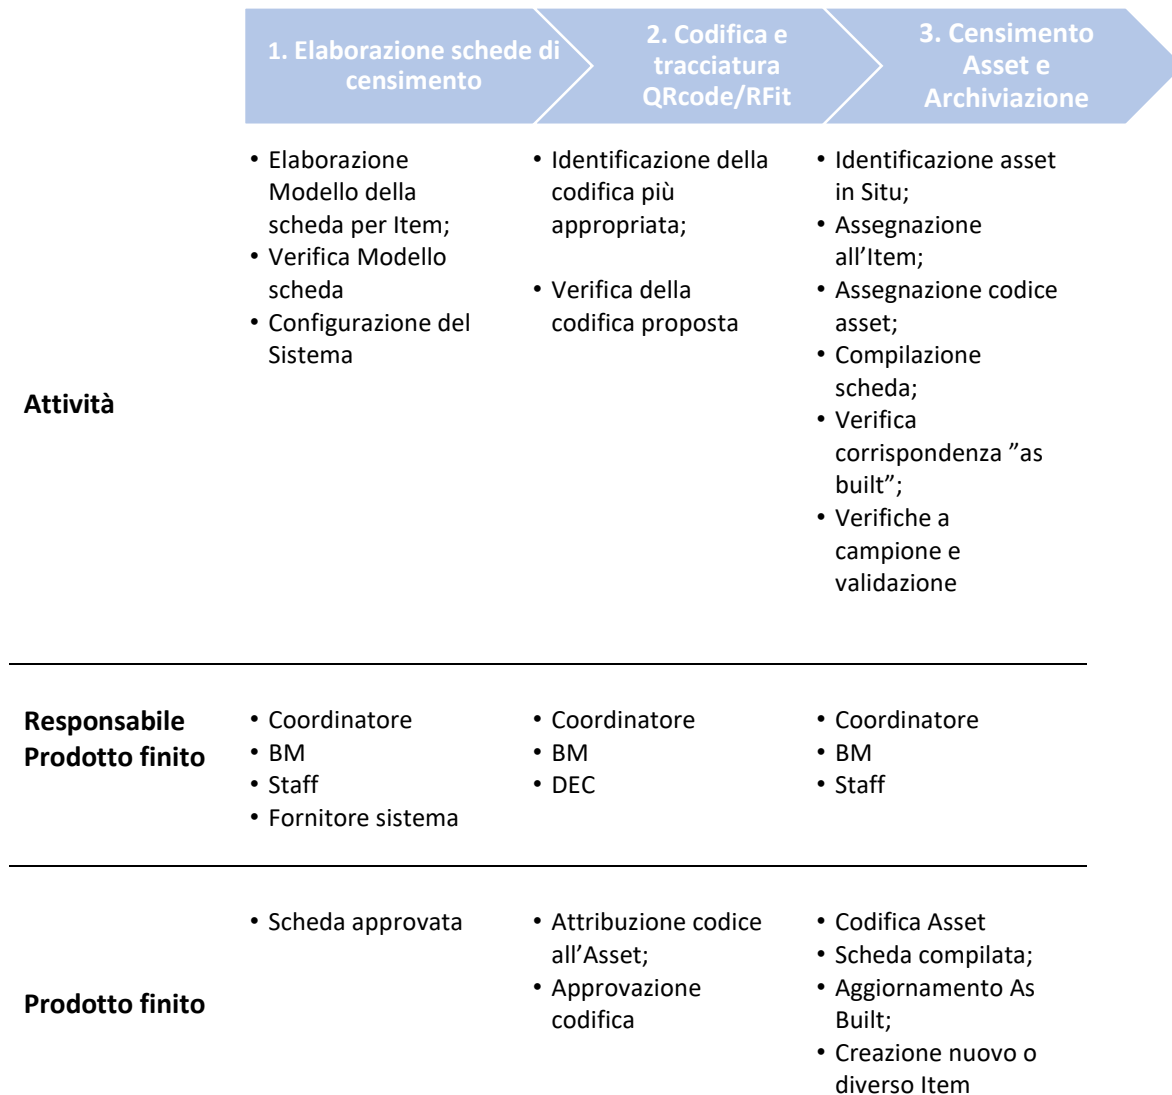 1. Elaborazione schede di
censimento
2. Codifica e
tracciatura
QRcode/RFit
3. Censimento
Asset e
Archiviazione
Attività
• Elaborazione
Modello della
scheda per Item;
• Verifica Modello
scheda
• Configurazione del
Sistema
• Identificazione della
codifica più
appropriata;
• Verifica della
codifica proposta
• Identificazione asset
in Situ;
• Assegnazione
all’Item;
• Assegnazione codice
asset;
• Compilazione
scheda;
• Verifica
corrispondenza ”as
built”;
• Verifiche a
campione e
validazione
Responsabile
Prodotto finito
• Coordinatore
• BM
• Staff
• Fornitore sistema
• Coordinatore
• BM
• DEC
• Coordinatore
• BM
• Staff
Prodotto finito
• Scheda approvata
• Attribuzione codice
all’Asset;
• Approvazione
codifica
• Codifica Asset
• Scheda compilata;
• Aggiornamento As
Built;
• Creazione nuovo o
diverso Item